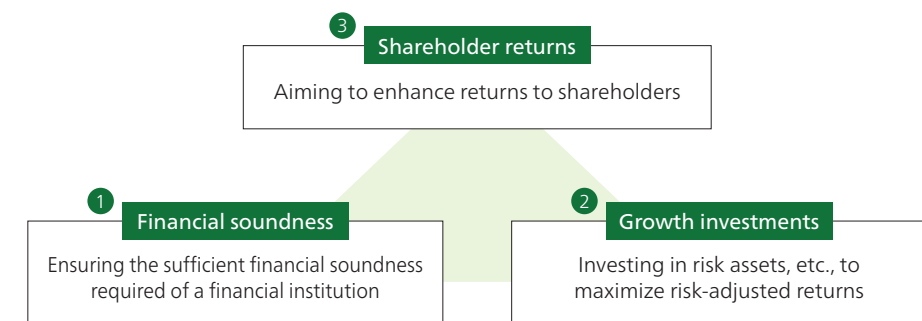 3
Shareholder returns
Aiming to enhance returns to shareholders
1
Financial soundness
Ensuring the sufficient financial soundness
required of a financial institution
2
Growth investments
Investing in risk assets, etc., to
maximize risk-adjusted returns